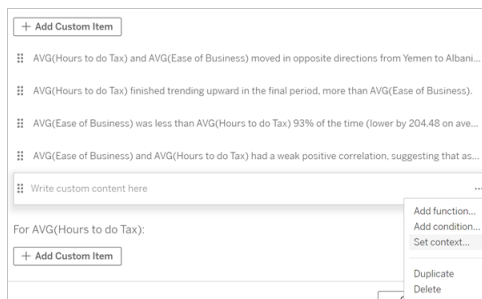 + Add Custom Item
AVG(Hours to do Tax) and AVG(Ease of Business) moved in opposite directions from Yemen to Albani...
AVG(Hours to do Tax) finished trending upward in the final period, more than AVG(Ease of Business).
AVG(Ease of Business) was less than AVG(Hours to do Tax) 93% of the time (lower by 204.48 on ave...
AVG(Ease of Business) and AVG(Hours to do Tax) had a weak positive correlation, suggesting that as...
Write custom content here
Add function...
Add condition...
Set context...
For AVG(Hours to do Tax):
+ Add Custom Item
Duplicate
Delete